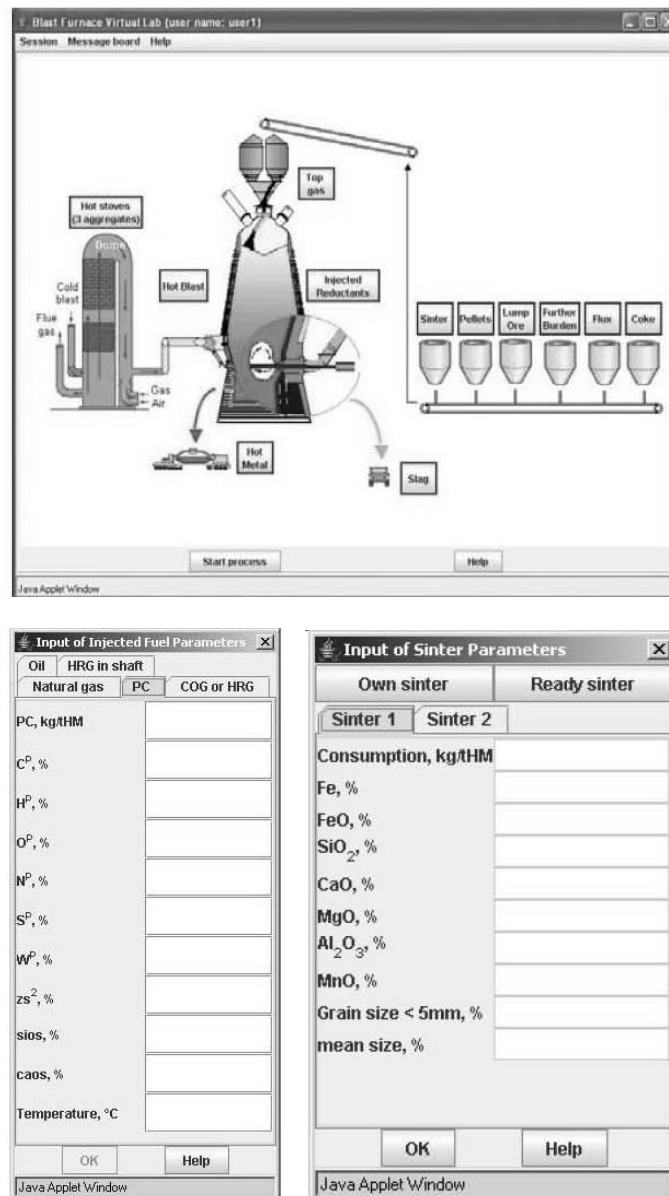 Blast Furnace Virtual Lab (user name: user1)
Session Message board Help
Top
gas
Hot stoves
(3 aggregates)
Dome
Cold
blast
Flue
gas
Gas
Air
Hot Blast
Injected
Reductants
Sinter
Pellets
Lump
Ore
Further
Burden
Flux
Coke
Hot
Metal
Slag
Start process
Help
Java Applet Window
Input of Injected Fuel Parameters
Oil HRG in shaft
Natural gas PC COG or HRG
PC, kg/tHM
C^P, %
H^P, %
O^P, %
N^P, %
S^P, %
W^P, %
zs², %
sios, %
caos, %
Temperature, °C
OK Help
Java Applet Window
Input of Sinter Parameters
Own sinter Ready sinter
Sinter 1 Sinter 2
Consumption, kg/tHM
Fe, %
FeO, %
SiO₂, %
CaO, %
MgO, %
Al₂O₃, %
MnO, %
Grain size < 5mm, %
mean size, %
OK Help
Java Applet Window